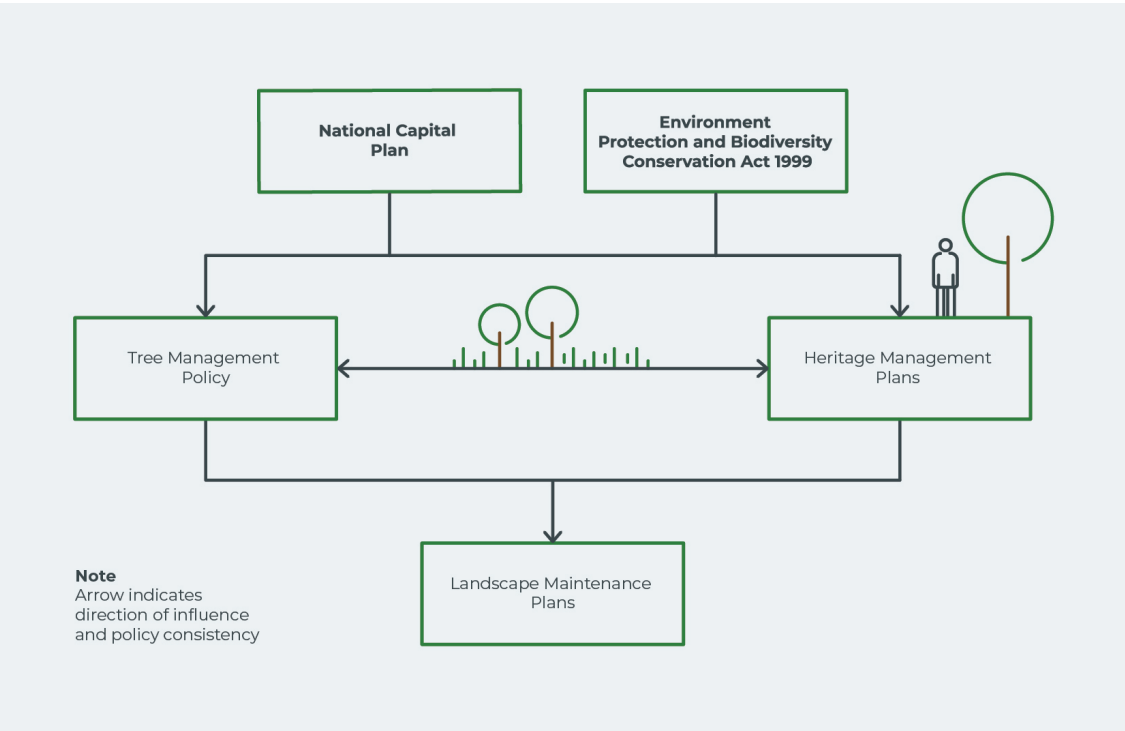 National Capital
Plan
Environment
Protection and Biodiversity
Conservation Act 1999
Tree Management
Policy
Heritage Management
Plans
Landscape Maintenance
Plans
Note
Arrow indicates
direction of influence
and policy consistency